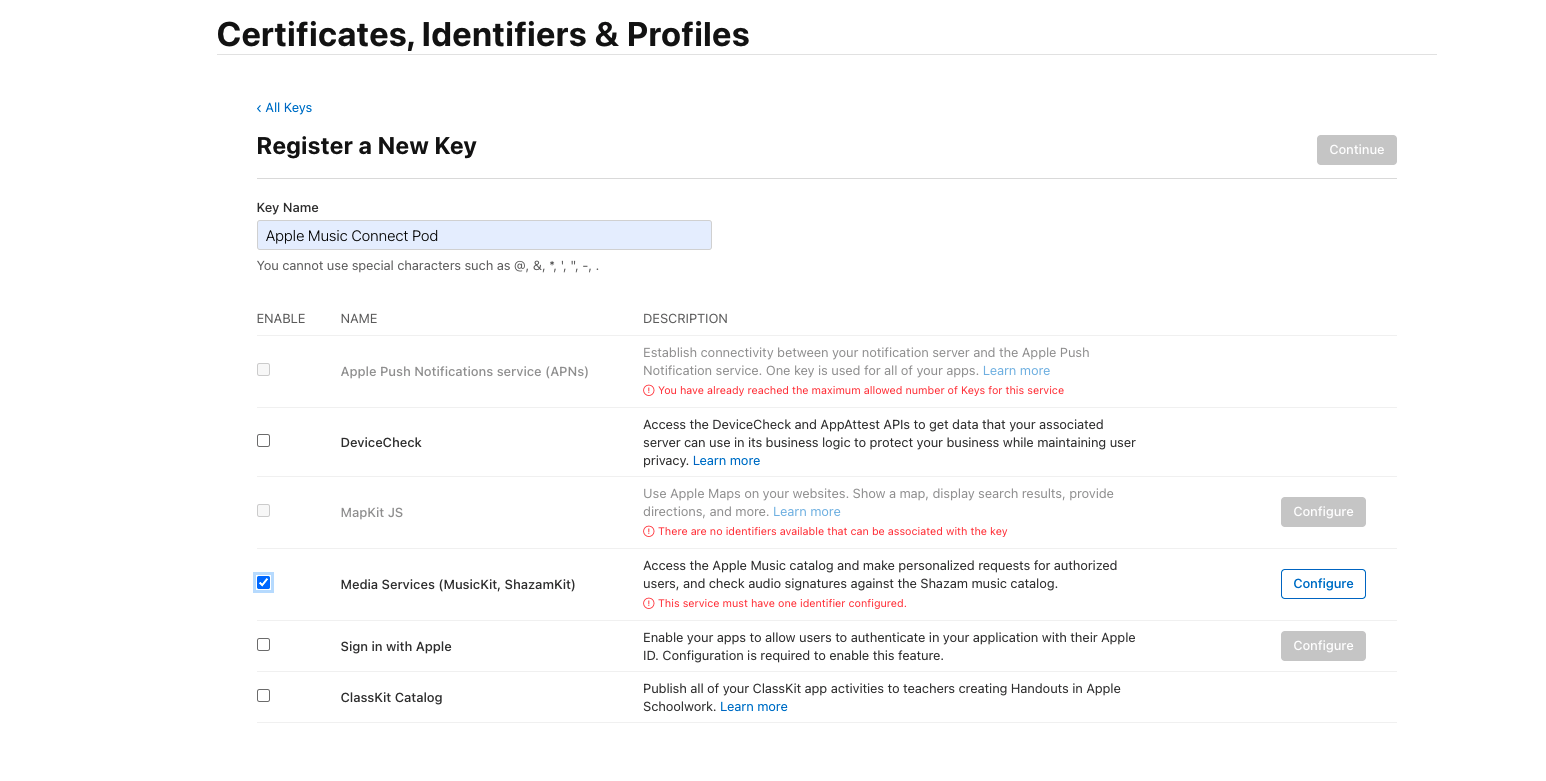 Certificates, Identifiers & Profiles
‹ All Keys
Register a New Key
Continue
Key Name
Apple Music Connect Pod
You cannot use special characters such as @, &, *, ', ", -, .
ENABLE NAME DESCRIPTION
Apple Push Notifications service (APNs)
Establish connectivity between your notification server and the Apple Push
Notification service. One key is used for all of your apps. Learn more
You have already reached the maximum allowed number of Keys for this service
DeviceCheck
Access the DeviceCheck and AppAttest APIs to get data that your associated
server can use in its business logic to protect your business while maintaining user
privacy. Learn more
MapKit JS
Use Apple Maps on your websites. Show a map, display search results, provide
directions, and more. Learn more
There are no identifiers available that can be associated with the key
Configure
Media Services (MusicKit, ShazamKit)
Access the Apple Music catalog and make personalized requests for authorized
users, and check audio signatures against the Shazam music catalog.
This service must have one identifier configured.
Configure
Sign in with Apple
Enable your apps to allow users to authenticate in your application with their Apple
ID. Configuration is required to enable this feature.
Configure
ClassKit Catalog
Publish all of your ClassKit app activities to teachers creating Handouts in Apple
Schoolwork. Learn more